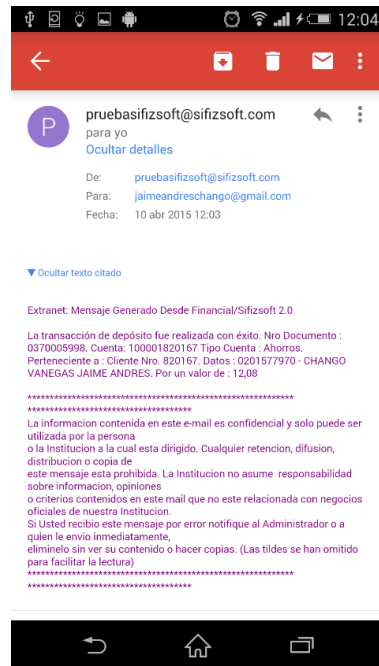 12:04
P
pruebasifizsoft@sifizsoft.com
para yo
Ocultar detalles
De: pruebasifizsoft@sifizsoft.com
Para: jaimeandreschango@gmail.com
Fecha: 10 abr 2015 12:03
▼ Ocultar texto citado
Extranet: Mensaje Generado Desde Financial/Sifizsoft 2.0
La transacción de depósito fue realizada con éxito. Nro Documento :
0370005998. Cuenta: 100001820167 Tipo Cuenta : Ahorros.
Perteneciente a : Cliente Nro. 820167. Datos : 0201577970 - CHANGO
VANEGAS JAIME ANDRES. Por un valor de : 12,08
************************************************************
*************************************
La informacion contenida en este e-mail es confidencial y solo puede ser
utilizada por la persona
o la Institucion a la cual esta dirigido. Cualquier retencion, difusion,
distribucion o copia de
este mensaje esta prohibida. La Institucion no asume responsabilidad
sobre informacion, opiniones
o criterios contenidos en este mail que no este relacionada con negocios
oficiales de nuestra Institucion.
Si Usted recibio este mensaje por error notifique al Administrador o a
quien le envio inmediatamente,
eliminelo sin ver su contenido o hacer copias. (Las tildes se han omitido
para facilitar la lectura)
************************************************************
*************************************